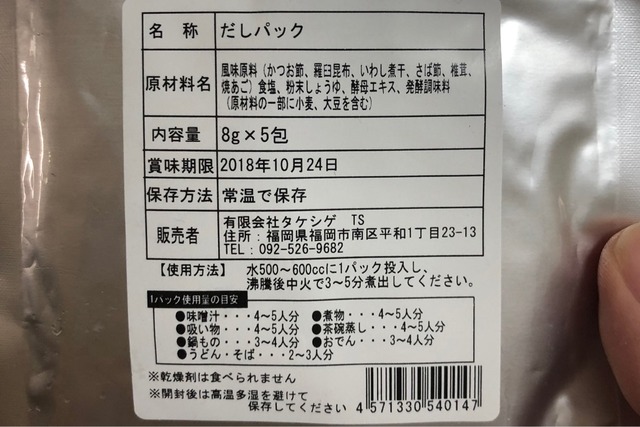 名称 だしパック
原材料名 風味原料（かつお節、羅臼昆布、いわし煮干、さば節、椎茸、
焼あご）食塩、粉末しょうゆ、酵母エキス、発酵調味料
（原材料の一部に小麦、大豆を含む）
内容量 8g×5包
賞味期限 2018年10月24日
保存方法 常温で保存
販売者 有限会社タケシゲ TS
住所：福岡県福岡市南区平和1丁目23-13
TEL：092-526-9682
【使用方法】 水500～600ccに1パック投入し、
沸騰後中火で3～5分煮出してください。
1パック使用量の目安
●味噌汁・・・4～5人分 ●煮物・・・4～5人分
●吸い物・・・4～5人分 ●茶碗蒸し・・・4～5人分
●鍋もの・・・3～4人分 ●おでん・・・3～4人分
●うどん・そば・・・2～3人分
※乾燥剤は食べられません
※開封後は高温多湿を避けて
保存してください
4571330540147